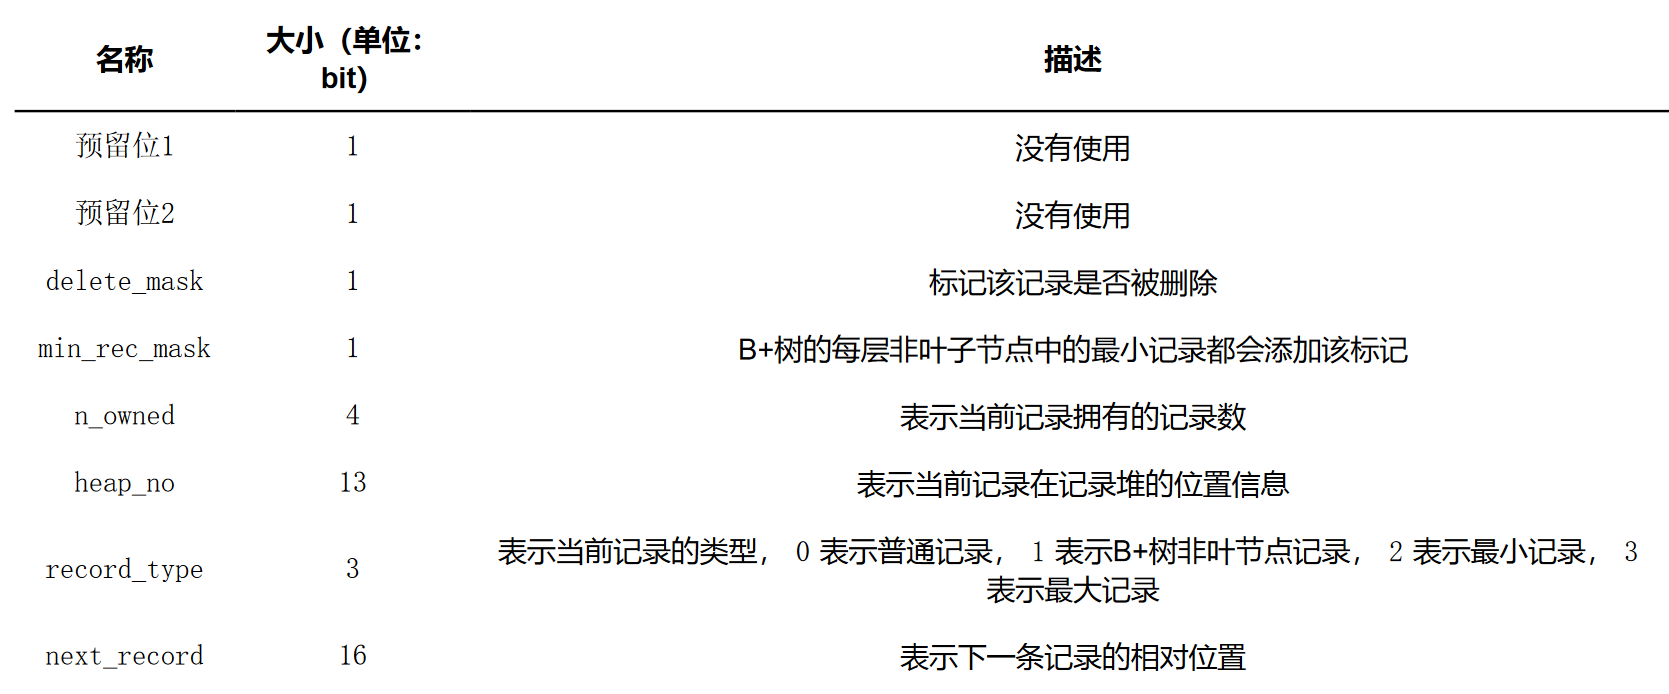 名称 大小（单位：bit） 描述
预留位1 1 没有使用
预留位2 1 没有使用
delete_mask 1 标记该记录是否被删除
min_rec_mask 1 B+树的每层非叶子节点中的最小记录都会添加该标记
n_owned 4 表示当前记录拥有的记录数
heap_no 13 表示当前记录在记录堆的位置信息
record_type 3 表示当前记录的类型， 0 表示普通记录， 1 表示B+树非叶节点记录， 2 表示最小记录， 3
表示最大记录
next_record 16 表示下一条记录的相对位置